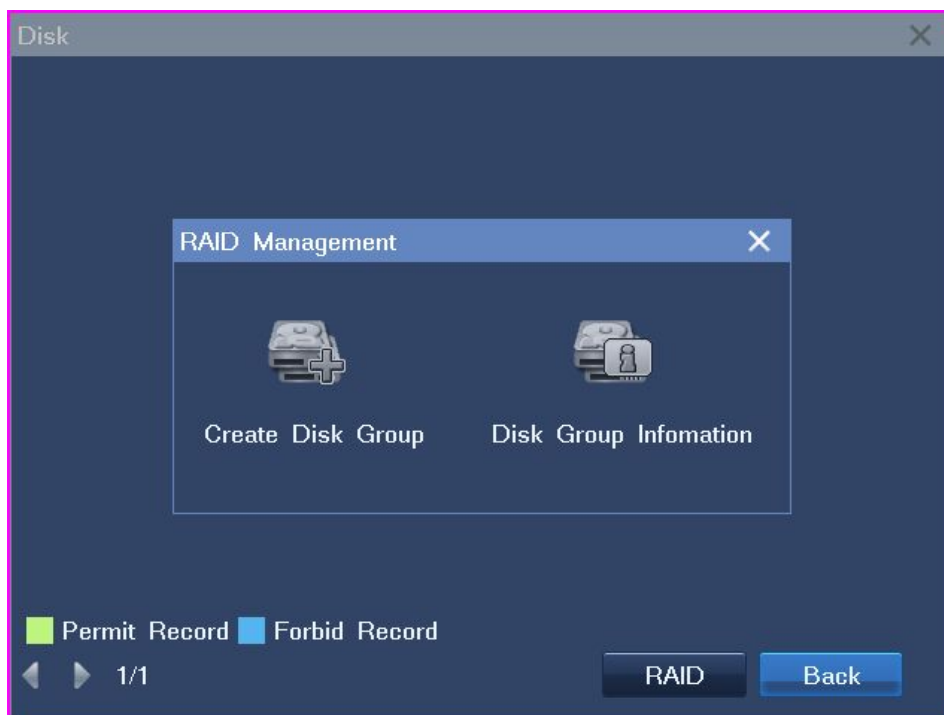 Disk
RAID Management
Create Disk Group
Disk Group Infomation
Permit Record
Forbid Record
1/1
RAID
Back